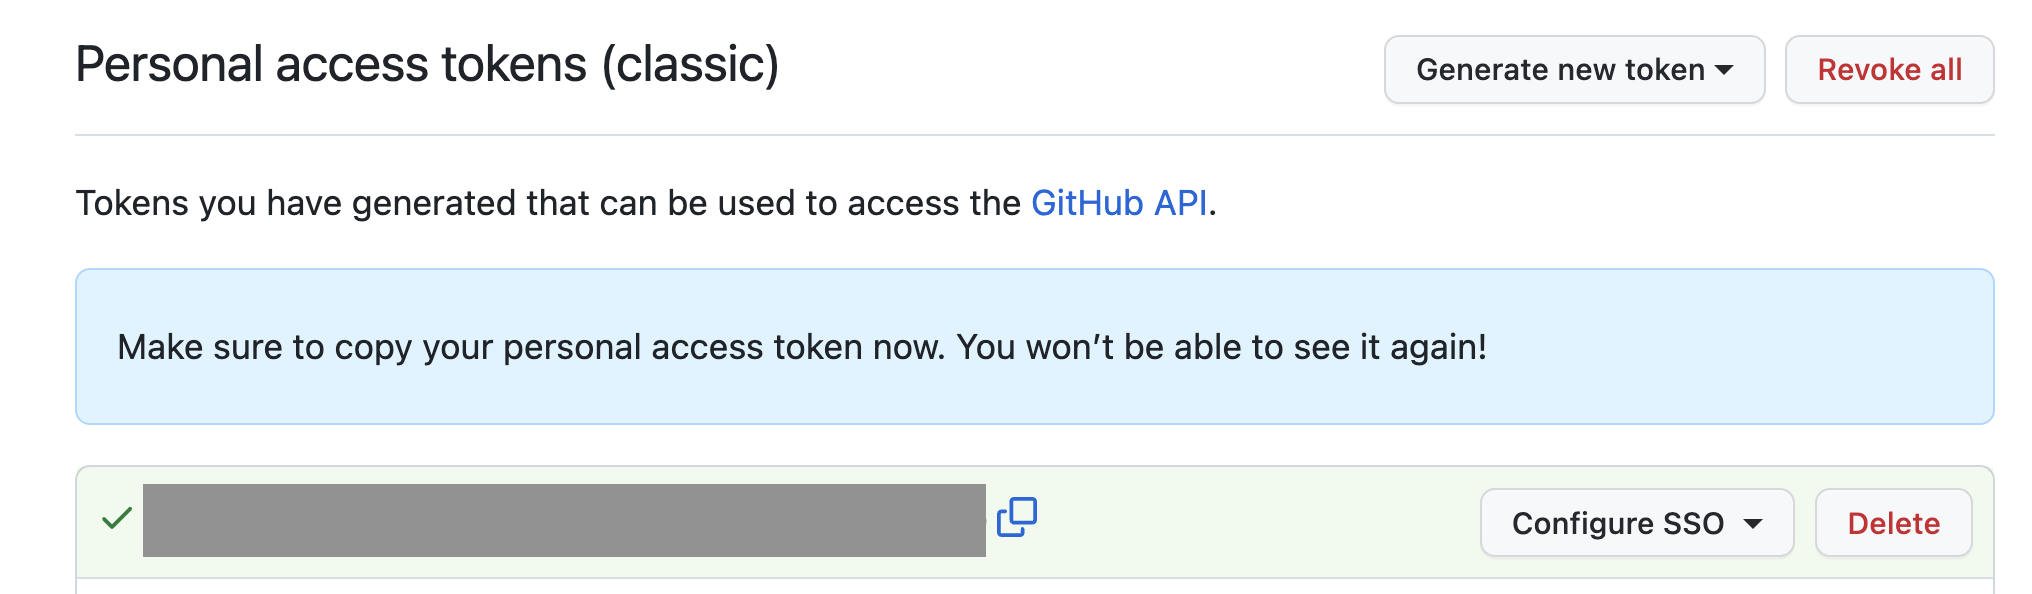 Personal access tokens (classic)
Generate new token
Revoke all
Tokens you have generated that can be used to access the GitHub API.
Make sure to copy your personal access token now. You won’t be able to see it again!
Configure SSO
Delete